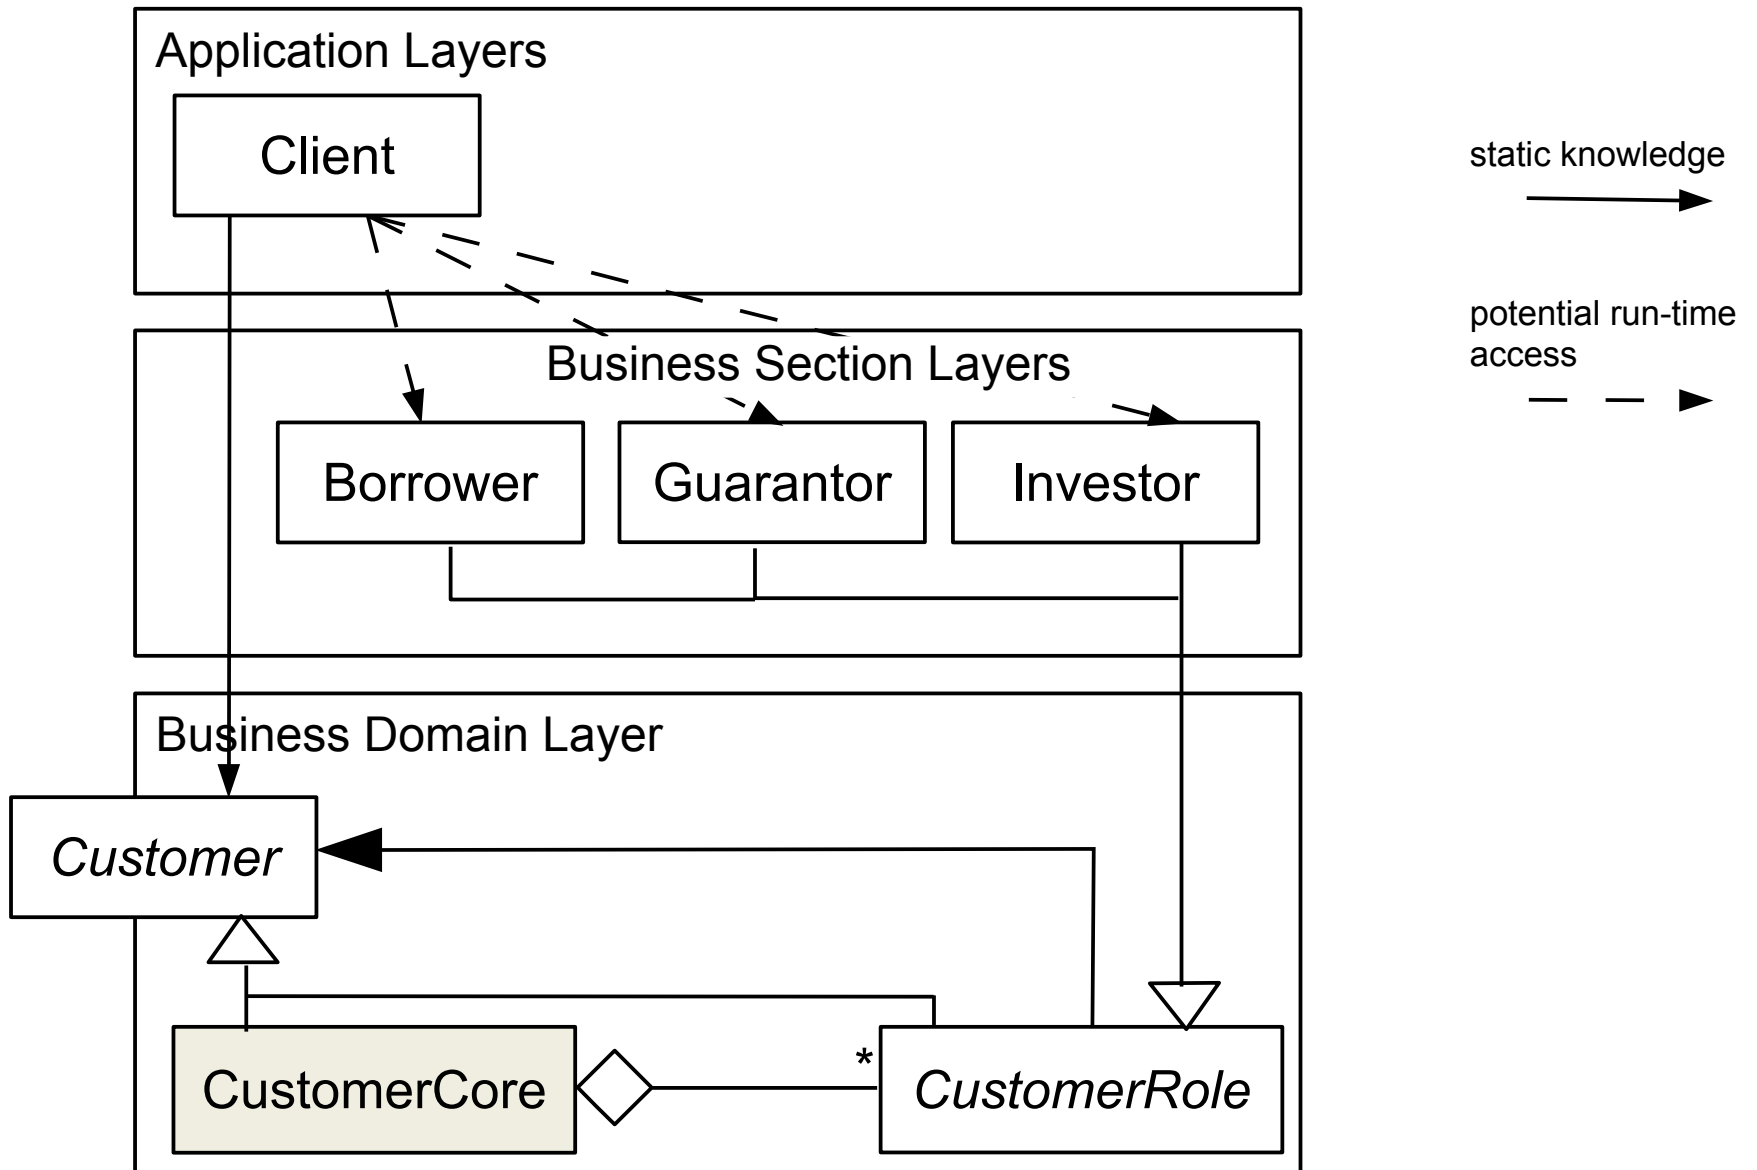 Application Layers
Client
static knowledge
potential run-time
access
Business Section Layers
Borrower
Guarantor
Investor
Business Domain Layer
Customer
*
CustomerCore
CustomerRole